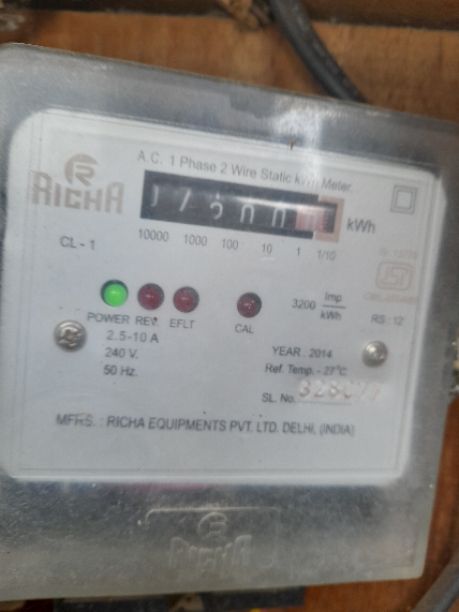 RICHA
A.C. 1 Phase 2 Wire Static kWh Meter.
kWh
CL-1
10000 1000 100 10 1 1/10
POWER REV. EFLT CAL
3200 Imp/kWh
RS: 12
2.5-10 A
240 V.
50 Hz.
YEAR. 2014
Ref. Temp. - 27°C
SL. No.
MFRS. : RICHA EQUIPMENTS PVT. LTD. DELHI, (INDIA)
RICHA